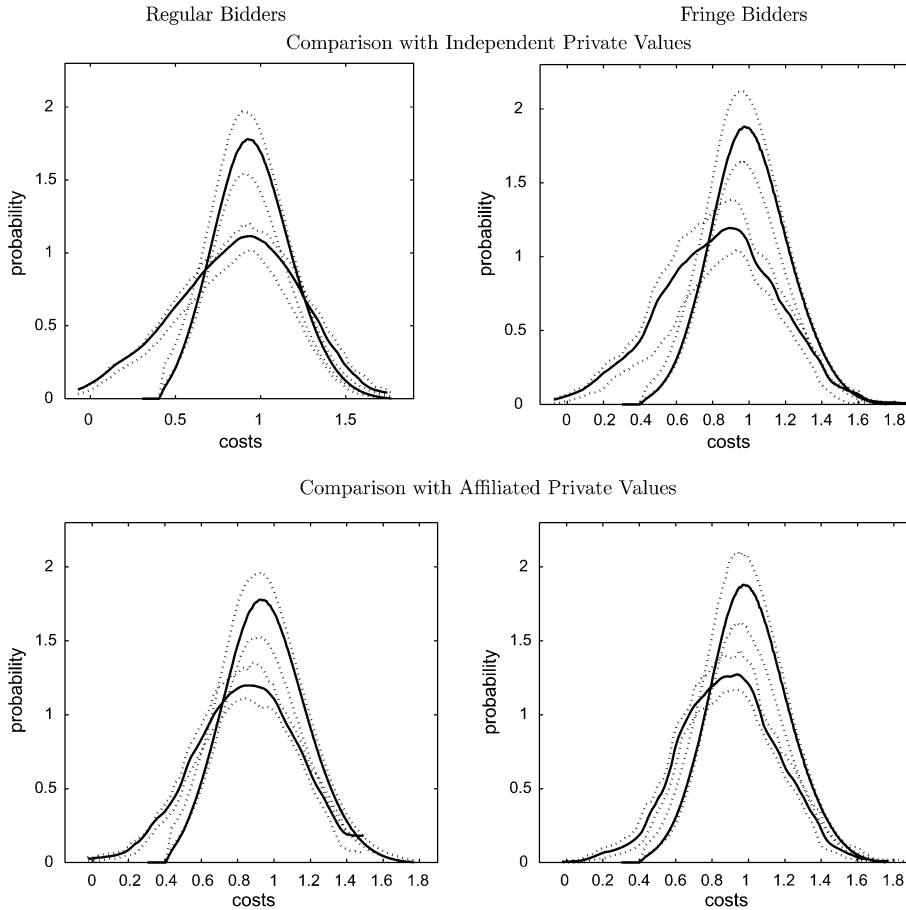 Regular Bidders
Fringe Bidders
Comparison with Independent Private Values
2
1.5
1
0.5
0
probability
0 0.5 1 1.5
costs
2
1.5
1
0.5
0
probability
0 0.2 0.4 0.6 0.8 1 1.2 1.4 1.6 1.8
costs
Comparison with Affiliated Private Values
2
1.5
1
0.5
0
probability
0 0.2 0.4 0.6 0.8 1 1.2 1.4 1.6 1.8
costs
2
1.5
1
0.5
0
probability
0 0.2 0.4 0.6 0.8 1 1.2 1.4 1.6 1.8
costs